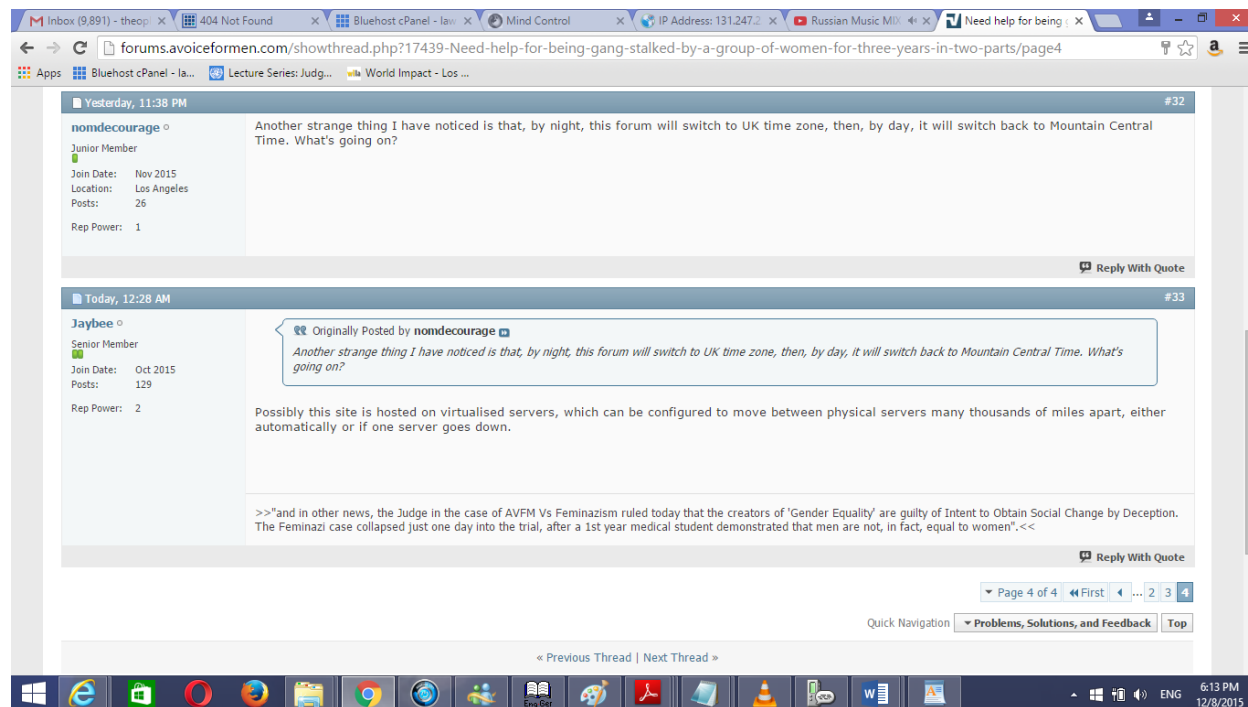 Inbox (9,891) - theop
404 Not Found
Bluehost cPanel - law
Mind Control
IP Address: 131.247.2
Russian Music MIX
Need help for being g
forums.avoiceformen.com/showthread.php?17439-Need-help-for-being-gang-stalked-by-a-group-of-women-for-three-years-in-two-parts/page4
Apps Bluehost cPanel - la... Lecture Series: Judg... World Impact - Los ...
Yesterday, 11:38 PM #32
nomdecourage
Junior Member
Join Date: Nov 2015
Location: Los Angeles
Posts: 26
Rep Power: 1
Another strange thing I have noticed is that, by night, this forum will switch to UK time zone, then, by day, it will switch back to Mountain Central
Time. What's going on?
Reply With Quote
Today, 12:28 AM #33
Jaybee
Senior Member
Join Date: Oct 2015
Posts: 129
Rep Power: 2
Originally Posted by nomdecourage
Another strange thing I have noticed is that, by night, this forum will switch to UK time zone, then, by day, it will switch back to Mountain Central Time. What's
going on?
Possibly this site is hosted on virtualised servers, which can be configured to move between physical servers many thousands of miles apart, either
automatically or if one server goes down.
>>"and in other news, the Judge in the case of AVFM Vs Feminazism ruled today that the creators of 'Gender Equality' are guilty of Intent to Obtain Social Change by Deception.
The Feminazi case collapsed just one day into the trial, after a 1st year medical student demonstrated that men are not, in fact, equal to women".<<
Reply With Quote
Page 4 of 4 First ... 2 3 4
Quick Navigation Problems, Solutions, and Feedback Top
« Previous Thread | Next Thread »
Eng Ger
ENG
6:13 PM
12/8/2015